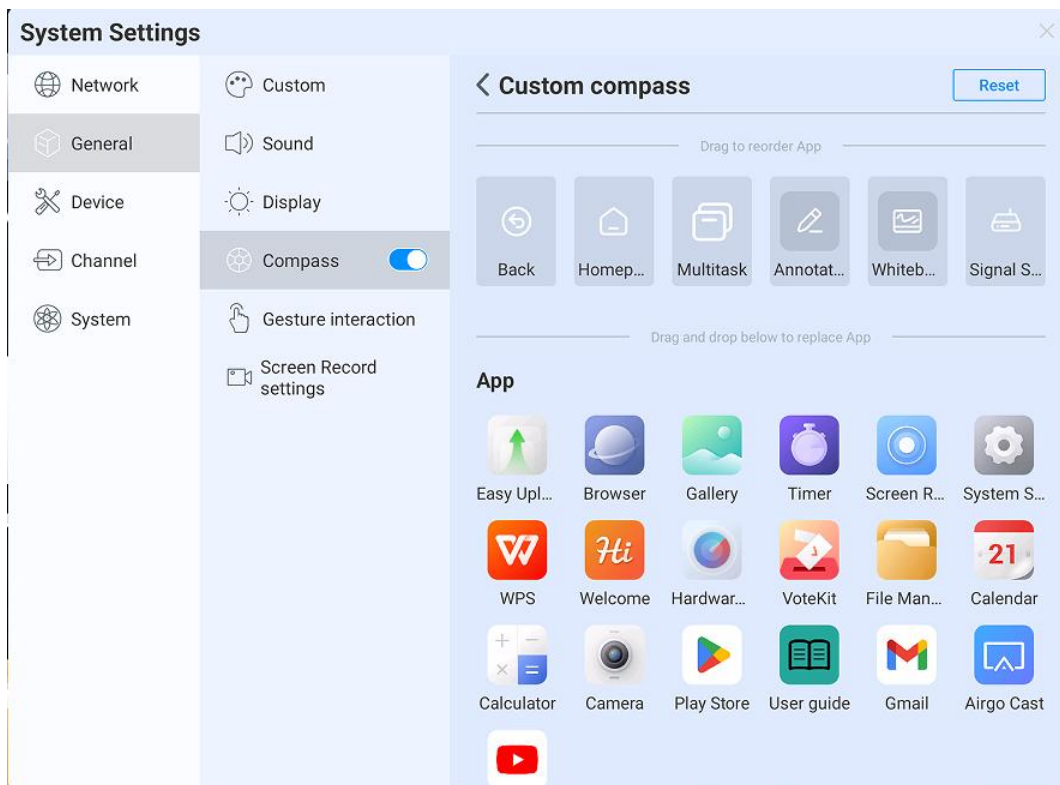 System Settings
Network
General
Device
Channel
System
Custom
Sound
Display
Compass
Gesture interaction
Screen Record
settings
Custom compass
Reset
Drag to reorder App
Back
Homep...
Multitask
Annotat...
Whiteb...
Signal S...
Drag and drop below to replace App
App
Easy Upl...
Browser
Gallery
Timer
Screen R...
System S...
WPS
Hi
Welcome
Hardwar...
VoteKit
File Man...
21
Calendar
Calculator
Camera
Play Store
User guide
Gmail
Airgo Cast